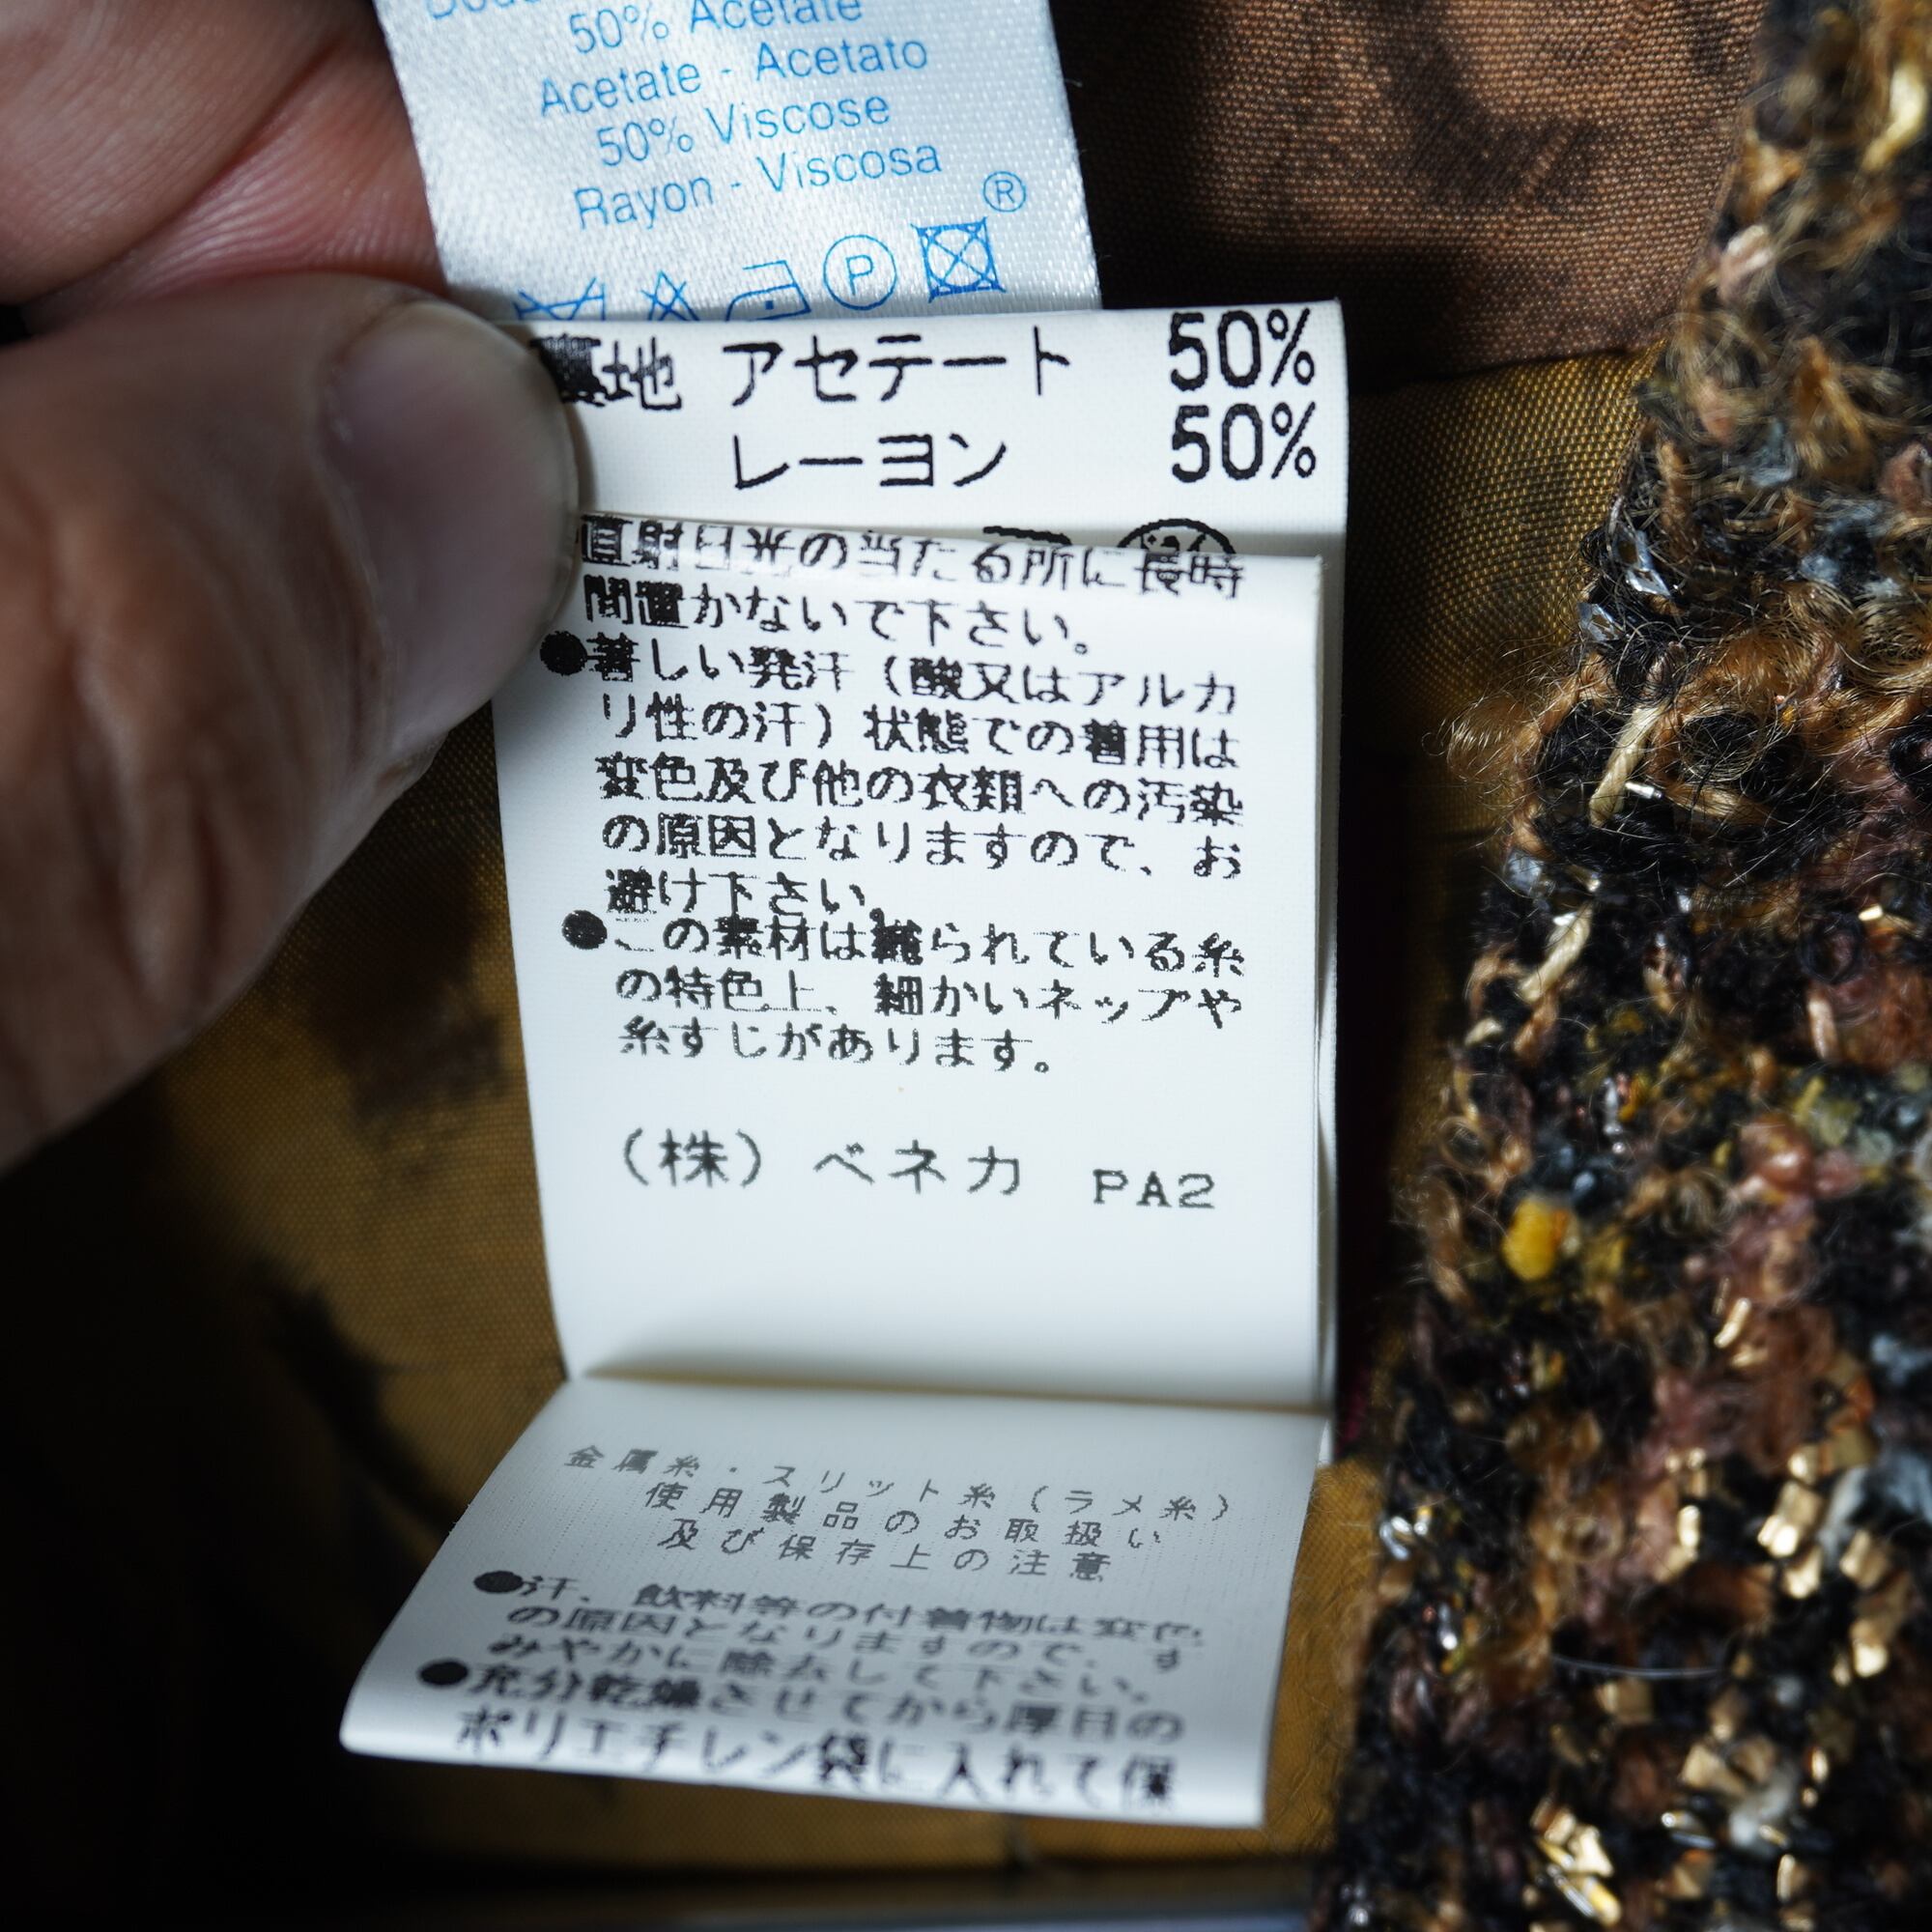 50% Acetate
Acetate - Acetato
50% Viscose
Rayon - Viscosa
®
P
裏地 アセテート 50%
レーヨン 50%
直射日光の当たる所に長時
間置かないで下さい。
●著しい発汗(酸又はアルカ
リ性の汗)状態での着用は
変色及び他の衣類への汚染
の原因となりますので、お
避け下さい。
●この素材は織られている糸
の特色上、細かいネップや
糸すじがあります。
(株)ベネカ PA2
金属糸・スリット糸(ラメ糸)
使用製品のお取扱い
及び保存上の注意
●汗、飲料等の付着物は変色
の原因となりますので、す
みやかに除去して下さい。
●充分乾燥させてから厚目の
ポリエチレン袋に入れて保